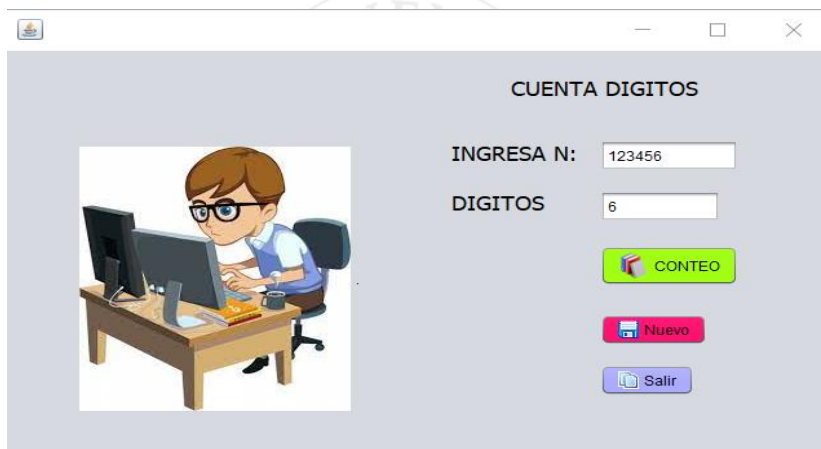 CUENTA DIGITOS
INGRESA N: 123456
DIGITOS 6
CONTEO
Nuevo
Salir